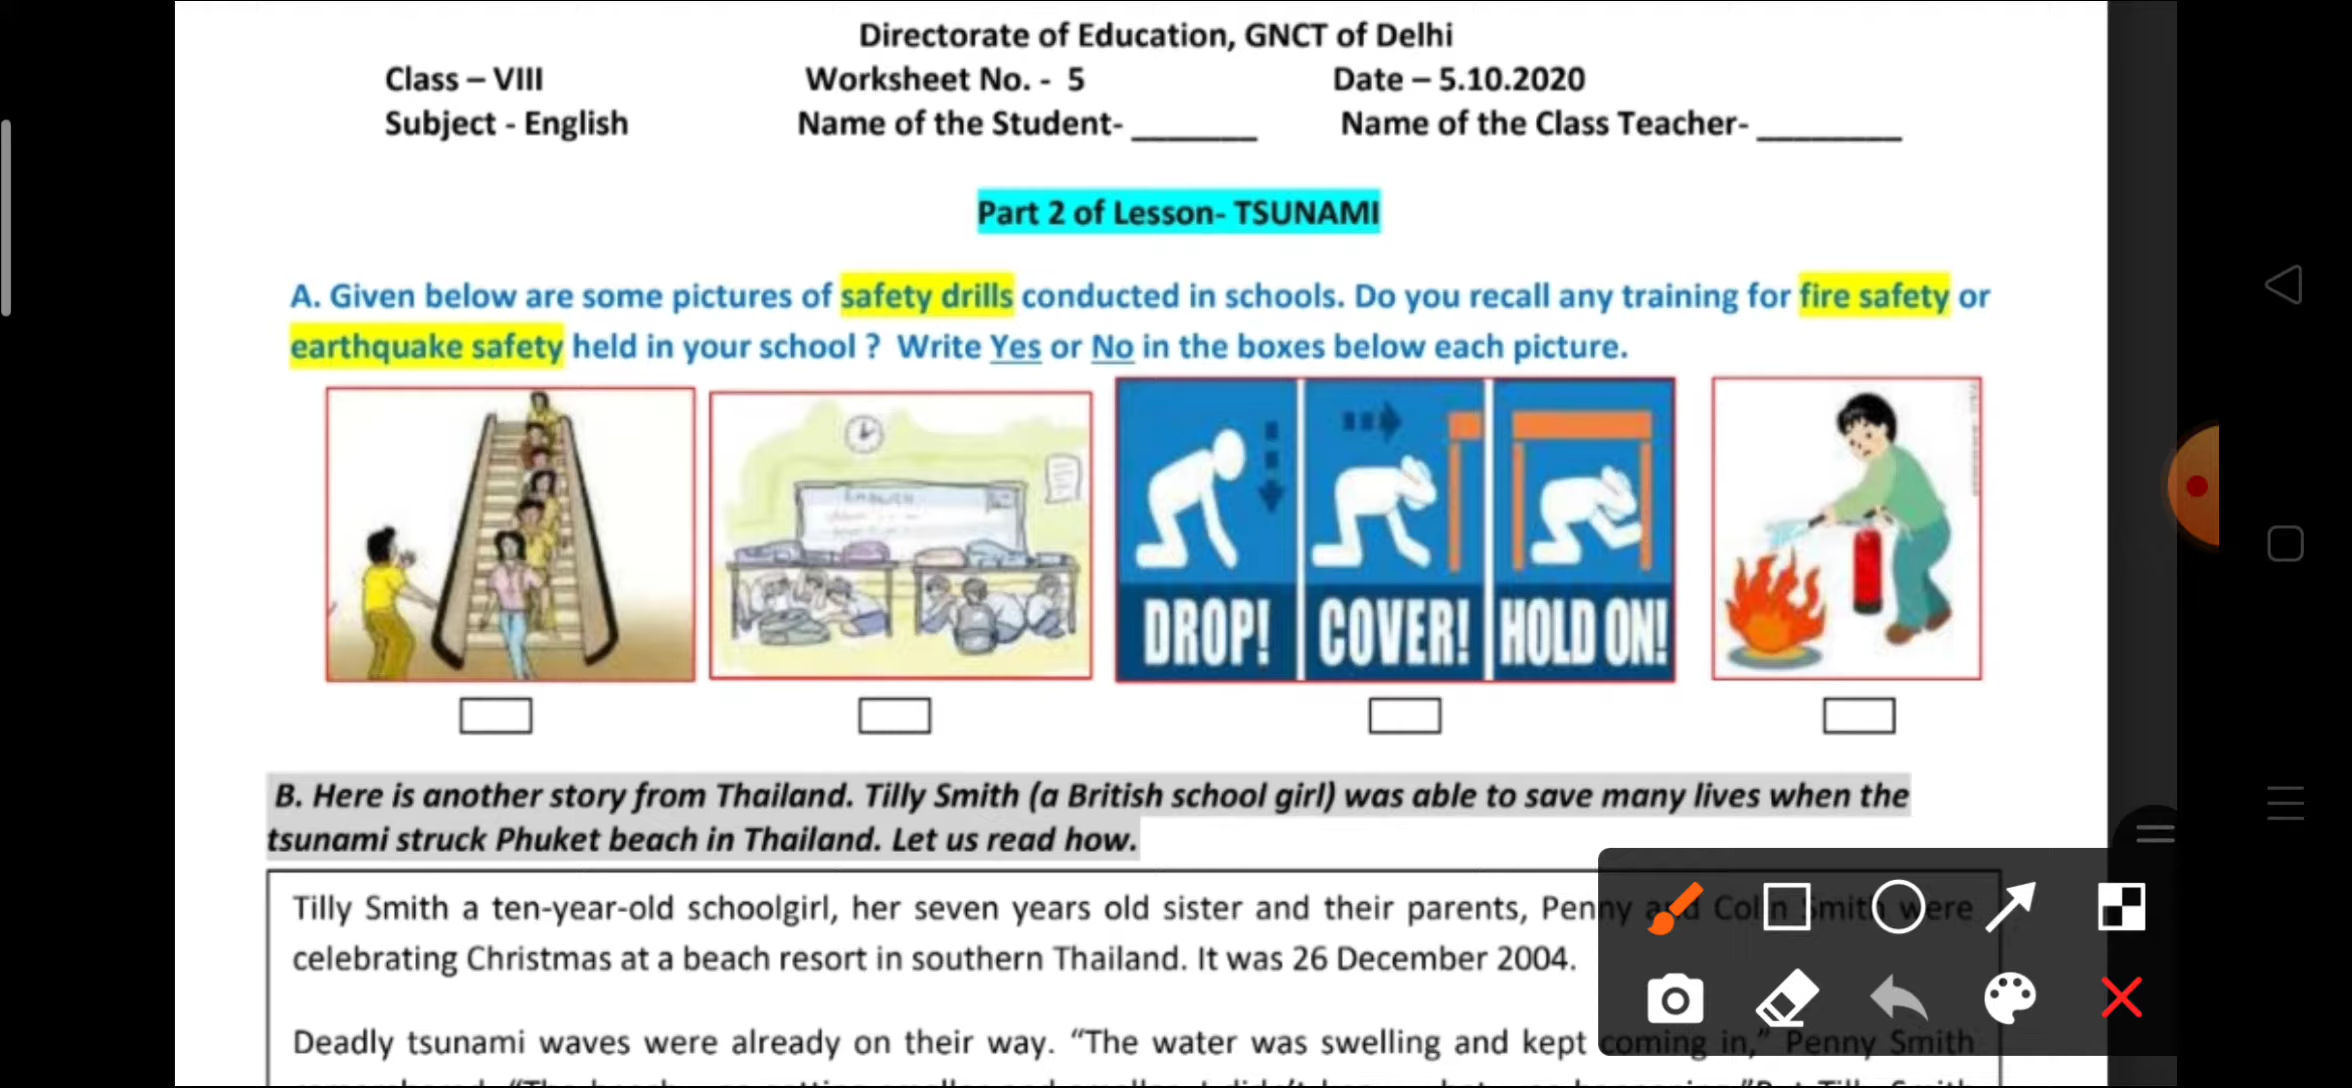 Directorate of Education, GNCT of Delhi
Class – VIII Worksheet No. - 5 Date – 5.10.2020
Subject - English Name of the Student- _______ Name of the Class Teacher- ________
Part 2 of Lesson- TSUNAMI
A. Given below are some pictures of safety drills conducted in schools. Do you recall any training for fire safety or
earthquake safety held in your school ? Write Yes or No in the boxes below each picture.
DROP! COVER! HOLD ON!
B. Here is another story from Thailand. Tilly Smith (a British school girl) was able to save many lives when the
tsunami struck Phuket beach in Thailand. Let us read how.
Tilly Smith a ten-year-old schoolgirl, her seven years old sister and their parents, Penny and Colin Smith were
celebrating Christmas at a beach resort in southern Thailand. It was 26 December 2004.
Deadly tsunami waves were already on their way. “The water was swelling and kept coming in,” Penny Smith